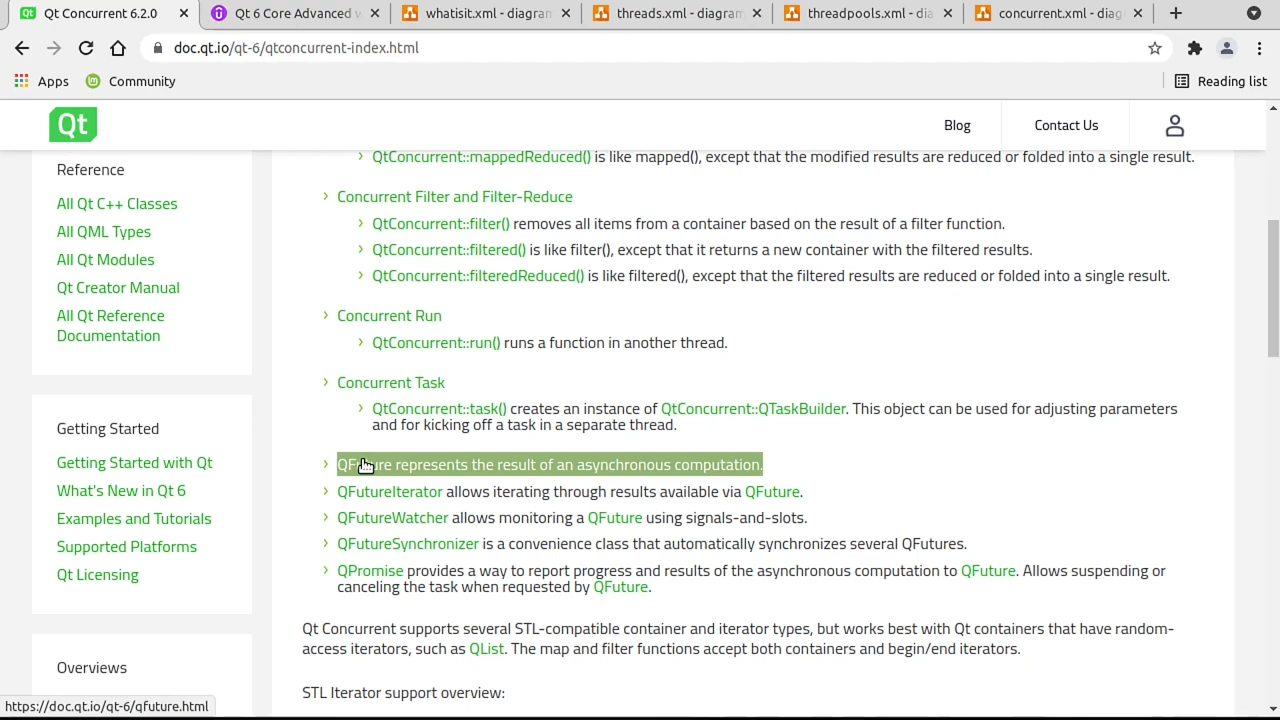 Qt Concurrent 6.2.0
Qt 6 Core Advanced w
whatisit.xml - diagram
threads.xml - diagram
threadpools.xml - dia
concurrent.xml - diag
doc.qt.io/qt-6/qtconcurrent-index.html
Apps
Community
Reading list
Qt
Blog
Contact Us
Reference
All Qt C++ Classes
All QML Types
All Qt Modules
Qt Creator Manual
All Qt Reference
Documentation
Getting Started
Getting Started with Qt
What's New in Qt 6
Examples and Tutorials
Supported Platforms
Qt Licensing
Overviews
QtConcurrent::mappedReduced() is like mapped(), except that the modified results are reduced or folded into a single result.
Concurrent Filter and Filter-Reduce
QtConcurrent::filter() removes all items from a container based on the result of a filter function.
QtConcurrent::filtered() is like filter(), except that it returns a new container with the filtered results.
QtConcurrent::filteredReduced() is like filtered(), except that the filtered results are reduced or folded into a single result.
Concurrent Run
QtConcurrent::run() runs a function in another thread.
Concurrent Task
QtConcurrent::task() creates an instance of QtConcurrent::QTaskBuilder. This object can be used for adjusting parameters
and for kicking off a task in a separate thread.
QFuture represents the result of an asynchronous computation.
QFutureIterator allows iterating through results available via QFuture.
QFutureWatcher allows monitoring a QFuture using signals-and-slots.
QFutureSynchronizer is a convenience class that automatically synchronizes several QFutures.
QPromise provides a way to report progress and results of the asynchronous computation to QFuture. Allows suspending or
canceling the task when requested by QFuture.
Qt Concurrent supports several STL-compatible container and iterator types, but works best with Qt containers that have random-
access iterators, such as QList. The map and filter functions accept both containers and begin/end iterators.
STL Iterator support overview:
https://doc.qt.io/qt-6/qfuture.html